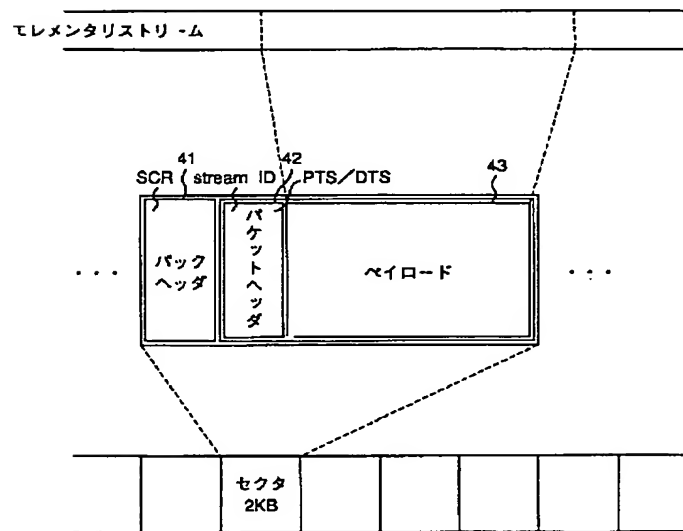 エレメンタリストリーム
41 42 43
SCR stream ID PTS/DTS
パック
ヘッダ
パケットヘッダ
ペイロード
... ...
セクタ
2KB